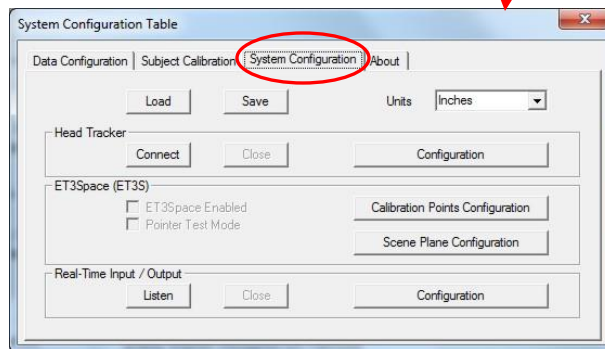 System Configuration Table
Data Configuration Subject Calibration System Configuration About
Load Save Units Inches
Head Tracker
Connect Close Configuration
ET3Space (ET3S)
ET3Space Enabled Calibration Points Configuration
Pointer Test Mode
Scene Plane Configuration
Real-Time Input / Output
Listen Close Configuration